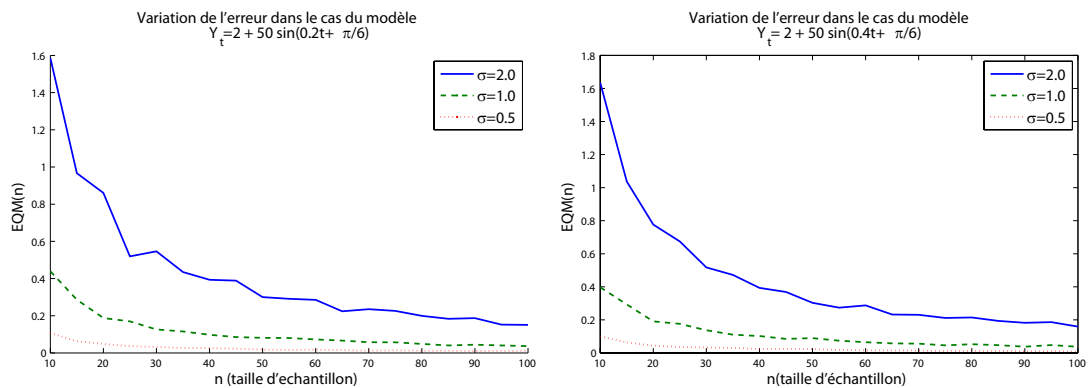 Variation de l'erreur dans le cas du modèle
Y_t=2 + 50 sin(0.2t+ π/6)
EQM(n)
1.6
1.4
1.2
1
0.8
0.6
0.4
0.2
0
10 20 30 40 50 60 70 80 90 100
n (taille d'echantillon)
σ=2.0
σ=1.0
σ=0.5
Variation de l'erreur dans le cas du modèle
Y_t= 2 + 50 sin(0.4t+ π/6)
EQM(n)
1.8
1.6
1.4
1.2
1
0.8
0.6
0.4
0.2
0
10 20 30 40 50 60 70 80 90 100
n(taille d'échantillon)
σ=2.0
σ=1.0
σ=0.5